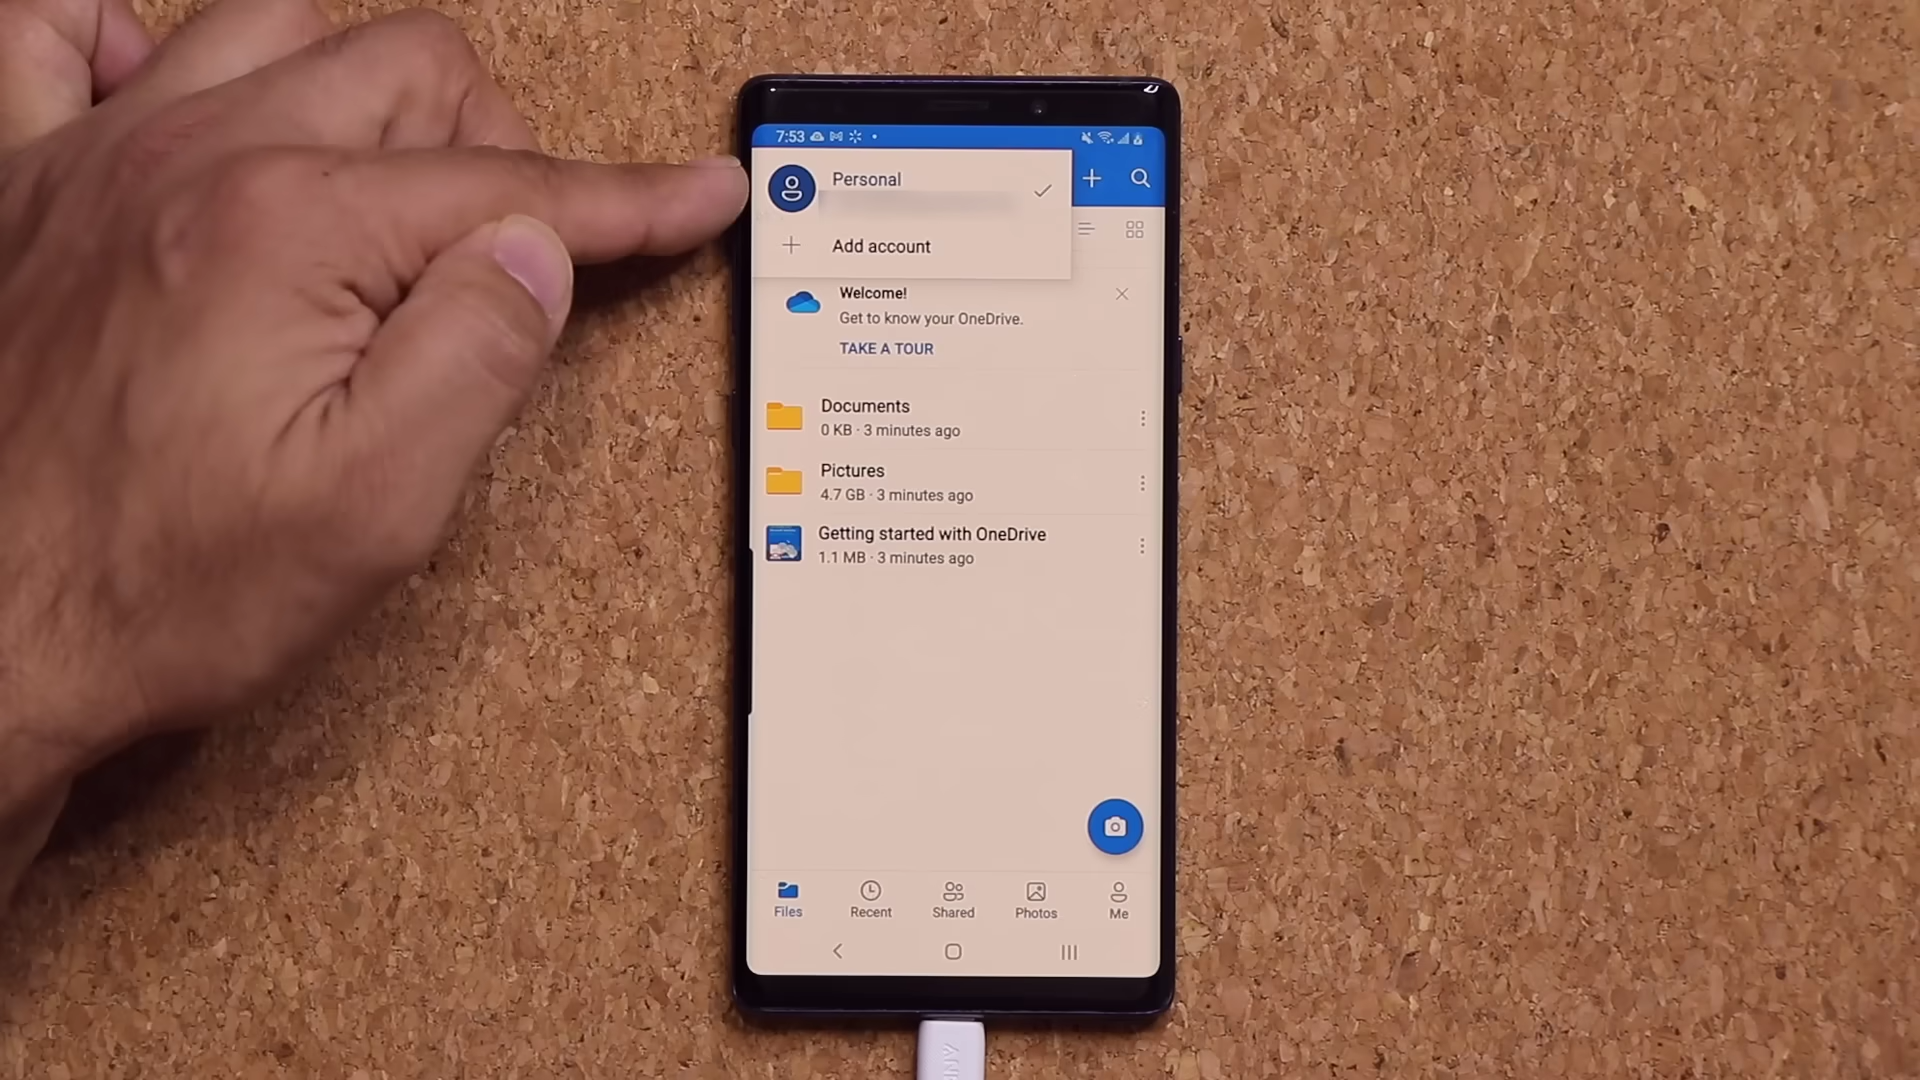 7:53
Personal
Add account
Welcome!
Get to know your OneDrive.
TAKE A TOUR
Documents
0 KB · 3 minutes ago
Pictures
4.7 GB · 3 minutes ago
Getting started with OneDrive
1.1 MB · 3 minutes ago
Files
Recent
Shared
Photos
Me